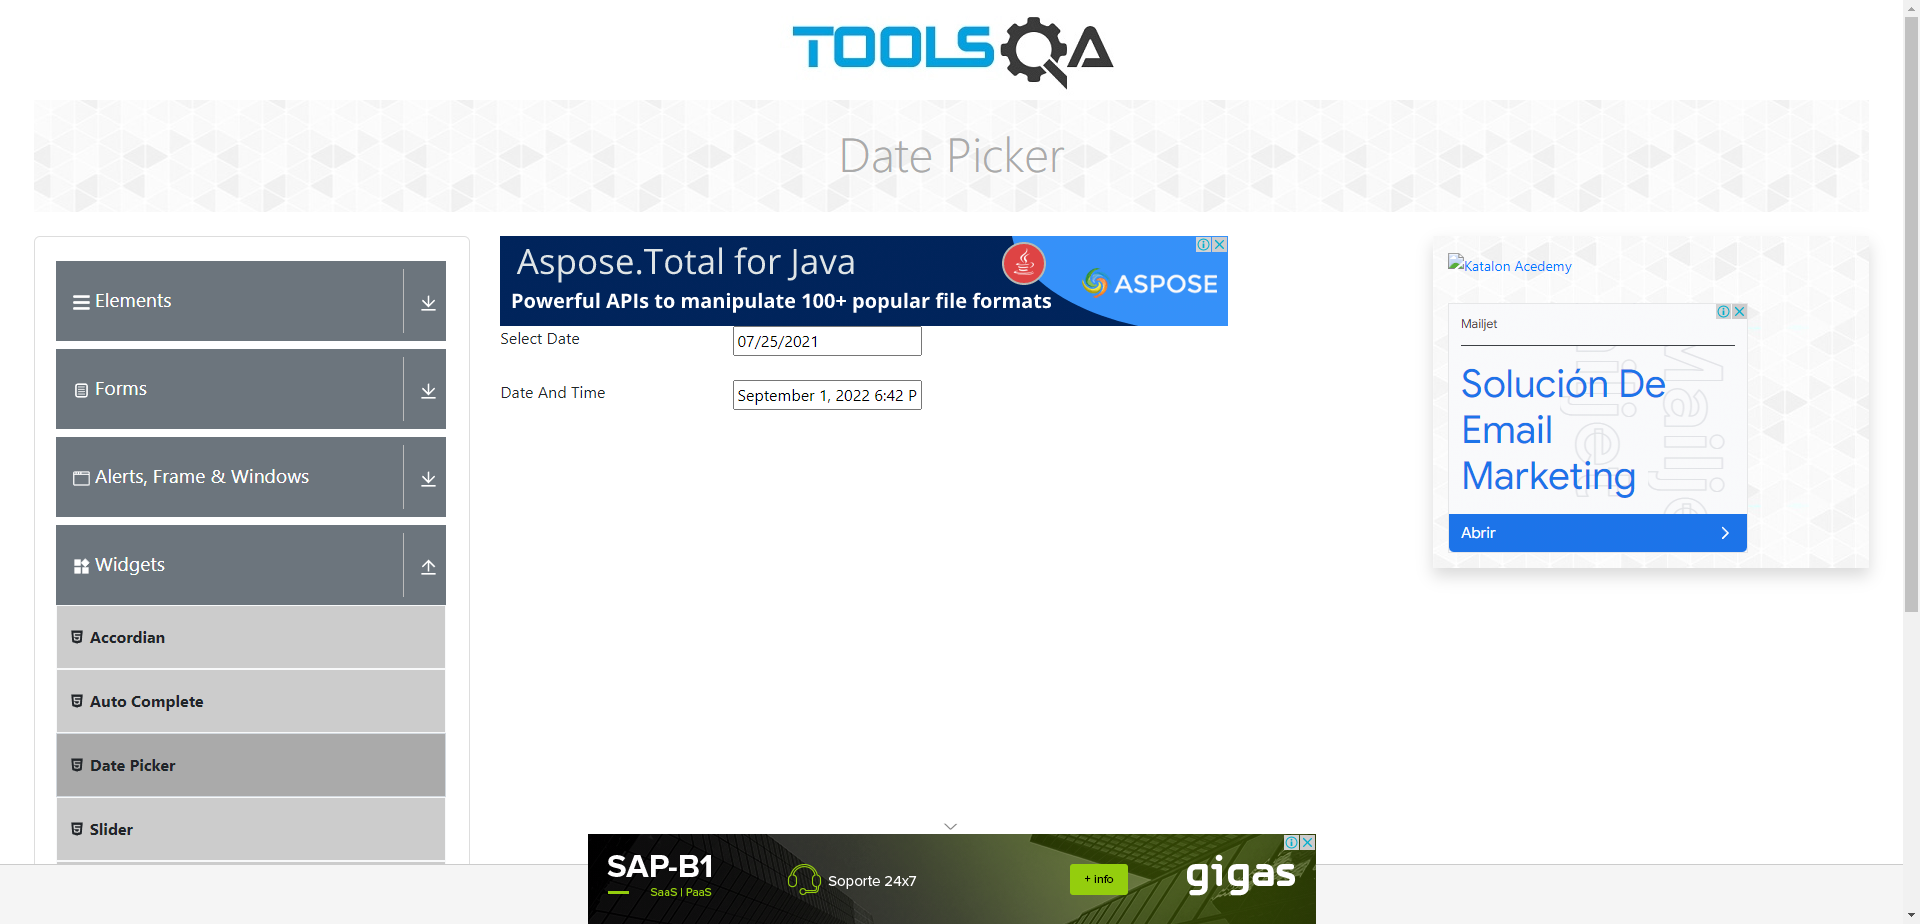 TOOLSQA
Date Picker
Elements
Forms
Alerts, Frame & Windows
Widgets
Accordian
Auto Complete
Date Picker
Slider
Aspose.Total for Java
Powerful APIs to manipulate 100+ popular file formats
ASPOSE
Select Date
07/25/2021
Date And Time
September 1, 2022 6:42 P
Katalon Acedemy
Mailjet
Solución De
Email
Marketing
Abrir
SAP-B1
SaaS | PaaS
Soporte 24x7
+ info
gigas